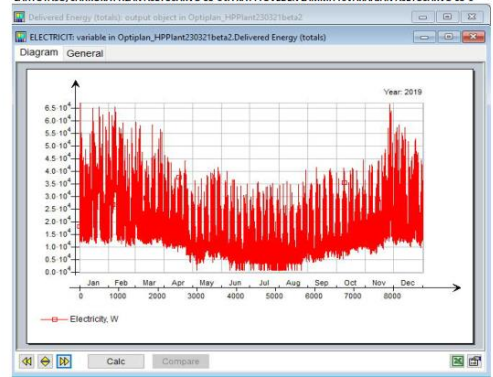 Delivered Energy (totals): output object in Optiplan_HPPlant230321beta2
ELECTRICIT: variable in Optiplan_HPPlant230321beta2.Delivered Energy (totals)
Diagram General
Year: 2019
6.5·10⁴
6.0·10⁴
5.5·10⁴
5.0·10⁴
4.5·10⁴
4.0·10⁴
3.5·10⁴
3.0·10⁴
2.5·10⁴
2.0·10⁴
1.5·10⁴
1.0·10⁴
0.5·10⁴
0.0·10⁴
Jan Feb Mar Apr May Jun Jul Aug Sep Oct Nov Dec
0 1000 2000 3000 4000 5000 6000 7000 8000
Electricity, W
Calc Compare